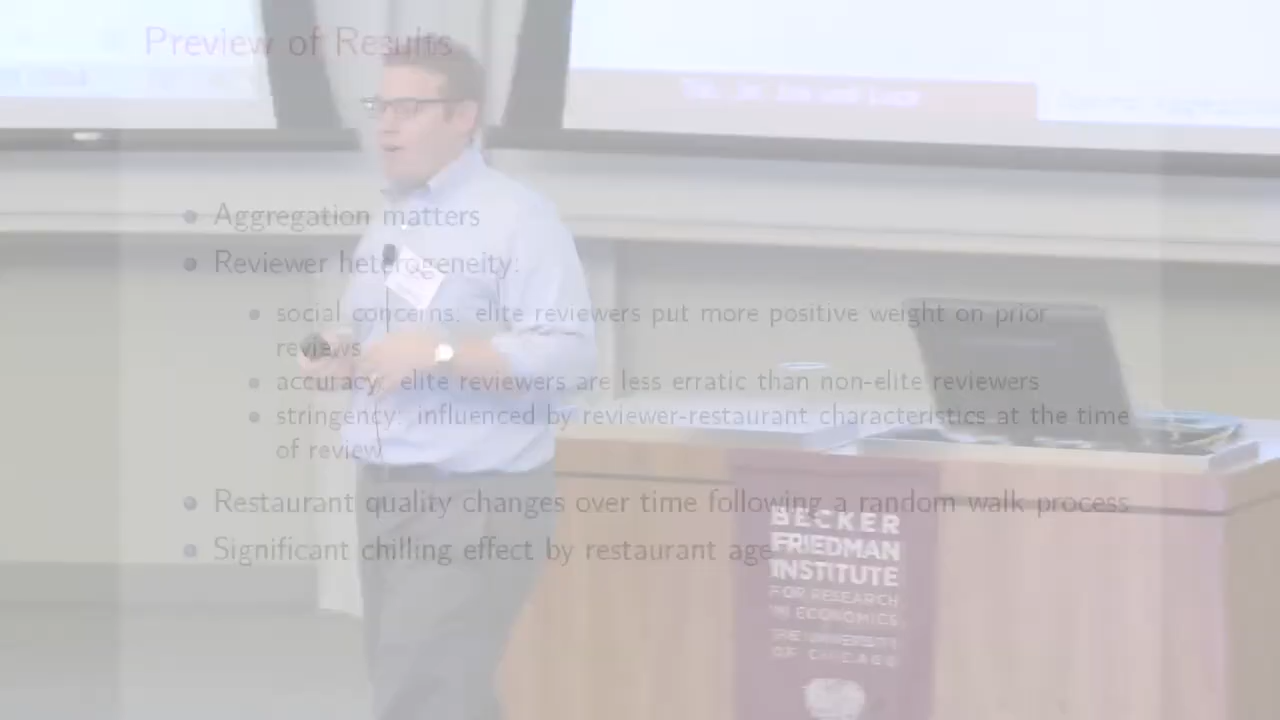 Preview of Results
Aggregation matters
Reviewer heterogeneity:
social concerns: elite reviewers put more positive weight on prior
reviews
accuracy: elite reviewers are less erratic than non-elite reviewers
stringency: influenced by reviewer-restaurant characteristics at the time
of review
Restaurant quality changes over time following a random walk process
Significant chilling effect by restaurant age
BECKER
FRIEDMAN
INSTITUTE
FOR RESEARCH
IN ECONOMICS
THE UNIVERSITY
OF CHICAGO